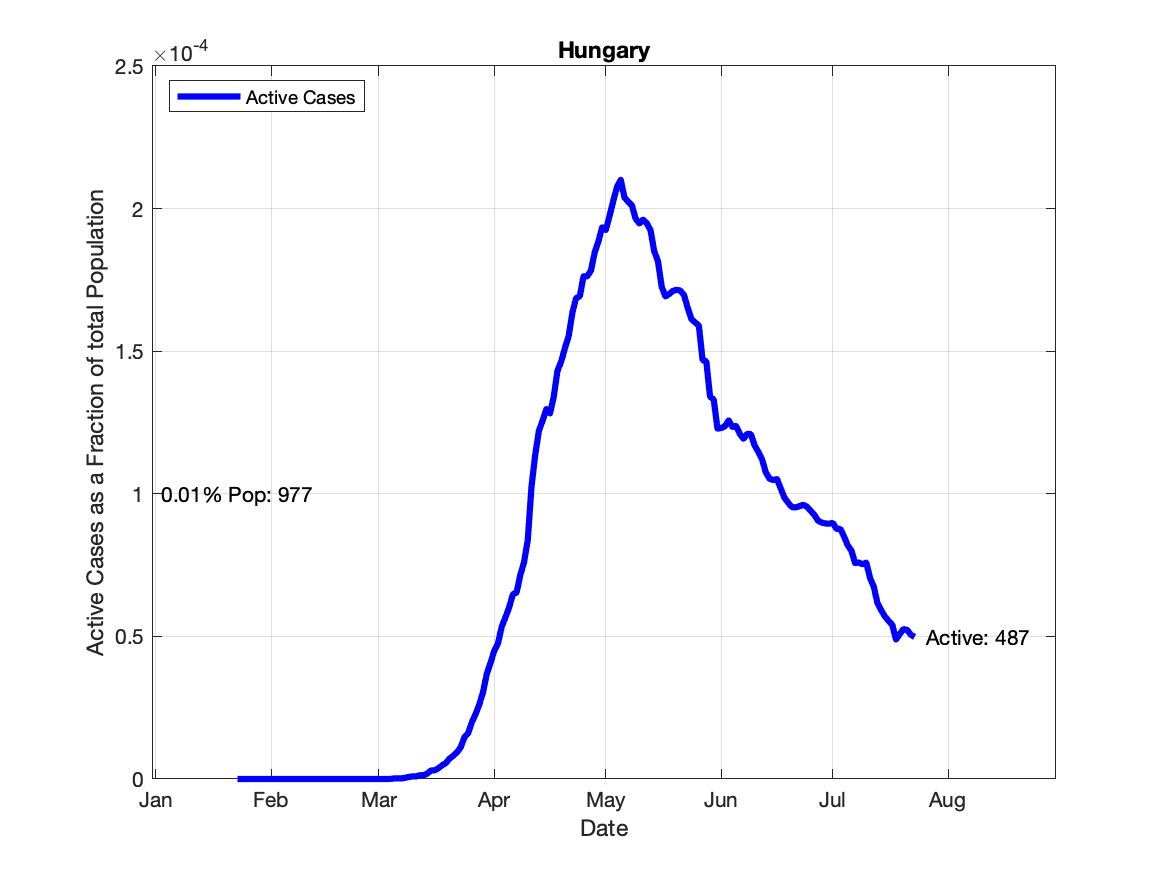 ×10^-4
Hungary
2.5
Active Cases
2
1.5
1
0.01% Pop: 977
0.5
Active: 487
0
Jan Feb Mar Apr May Jun Jul Aug
Date
Active Cases as a Fraction of total Population